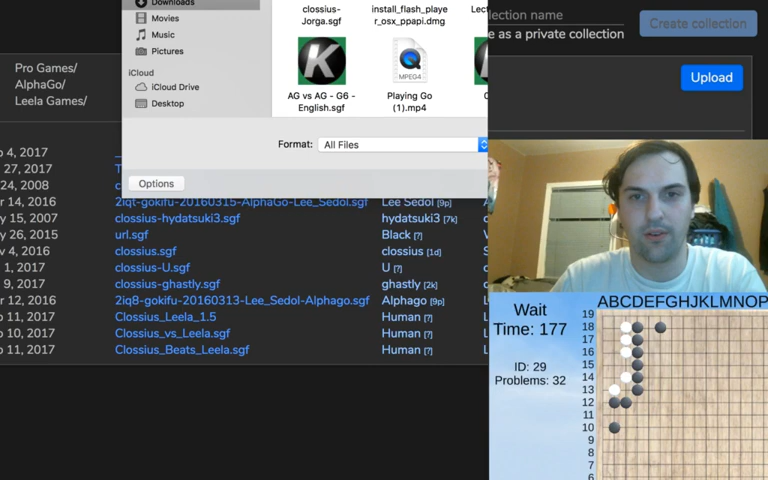 Downloads
Movies
Music
Pictures
iCloud
iCloud Drive
Desktop
clossius-
Jorga.sgf
install_flash_playe
r_osx_ppapi.dmg
Lect
AG vs AG - G6 -
English.sgf
MPEG4
Playing Go
(1).mp4
Format: All Files
Options
llection name
Create collection
e as a private collection
Upload
Pro Games/
AlphaGo/
Leela Games/
4, 2017
27, 2017
24, 2008
r 14, 2016 2iqt-gokifu-20160315-AlphaGo-Lee_Sedol.sgf Lee Sedol [9p]
y 15, 2007 clossius-hydatsuki3.sgf hydatsuki3 [7k]
y 26, 2015 url.sgf Black [?]
v 4, 2016 clossius.sgf clossius [1d]
1, 2017 clossius-U.sgf U [?]
9, 2017 clossius-ghastly.sgf ghastly [2k]
r 12, 2016 2iq8-gokifu-20160313-Lee_Sedol-Alphago.sgf Alphago [9p]
11, 2017 Clossius_Leela_1.5 Human [?]
10, 2017 Clossius_vs_Leela.sgf Human [?]
11, 2017 Clossius_Beats_Leela.sgf Human [?]
Wait
Time: 177
ID: 29
Problems: 32
ABCDEFGHJKLMNOP
19
18
17
16
15
14
13
12
11
10
9
8
7
6